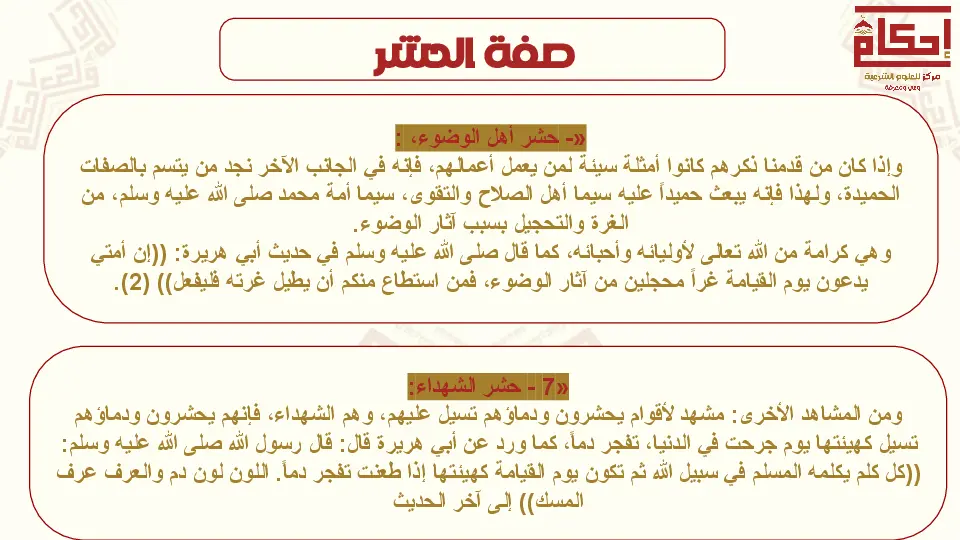 صفة المحشر
إحكام
مركز للعلوم الشرعية
وعي ومعرفة
«- حشر أهل الوضوء، :
وإذا كان من قدمنا ذكرهم كانوا أمثلة سيئة لمن يعمل أعمالهم، فإنه في الجانب الآخر نجد من يتسم بالصفات
الحميدة، ولهذا فإنه يبعث حميداً عليه سيما أهل الصلاح والتقوى، سيما أمة محمد صلى الله عليه وسلم، من
الغرة والتحجيل بسبب آثار الوضوء.
وهي كرامة من الله تعالى لأوليائه وأحبائه، كما قال صلى الله عليه وسلم في حديث أبي هريرة: ((إن أمتي
يدعون يوم القيامة غراً محجلين من آثار الوضوء، فمن استطاع منكم أن يطيل غرته فليفعل)) (2).
«7 - حشر الشهداء:
ومن المشاهد الأخرى: مشهد لأقوام يحشرون ودماؤهم تسيل عليهم، وهم الشهداء، فإنهم يحشرون ودماؤهم
تسيل كهيئتها يوم جرحت في الدنيا، تفجر دماً، كما ورد عن أبي هريرة قال: قال رسول الله صلى الله عليه وسلم:
((كل كلم يكلمه المسلم في سبيل الله ثم تكون يوم القيامة كهيئتها إذا طعنت تفجر دماً. اللون لون دم والعرف عرف
المسك)) إلى آخر الحديث